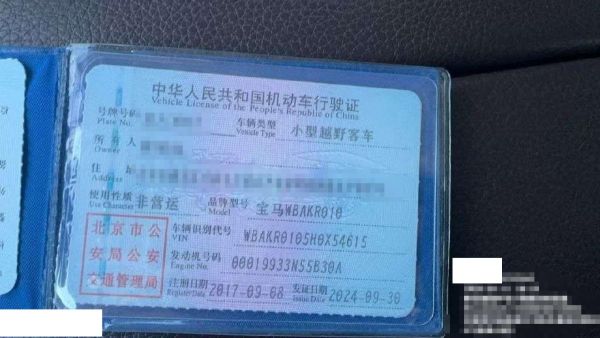 中华人民共和国机动车行驶证
Vehicle License of the People's Republic of China
号牌号码 车辆类型 小型越野客车
Plate No. Vehicle Type
所有人
Owner
住 址
使用性质 非营运 品牌型号 宝马WBAKR010
Use Character Model
北京市公安局公安交通管理局
车辆识别代号 WBAKR0105H0X54615
VIN
发动机号码 00019933N55B30A
Engine No.
注册日期 2017-09-08 发证日期 2024-09-30
Register Date Issue Date